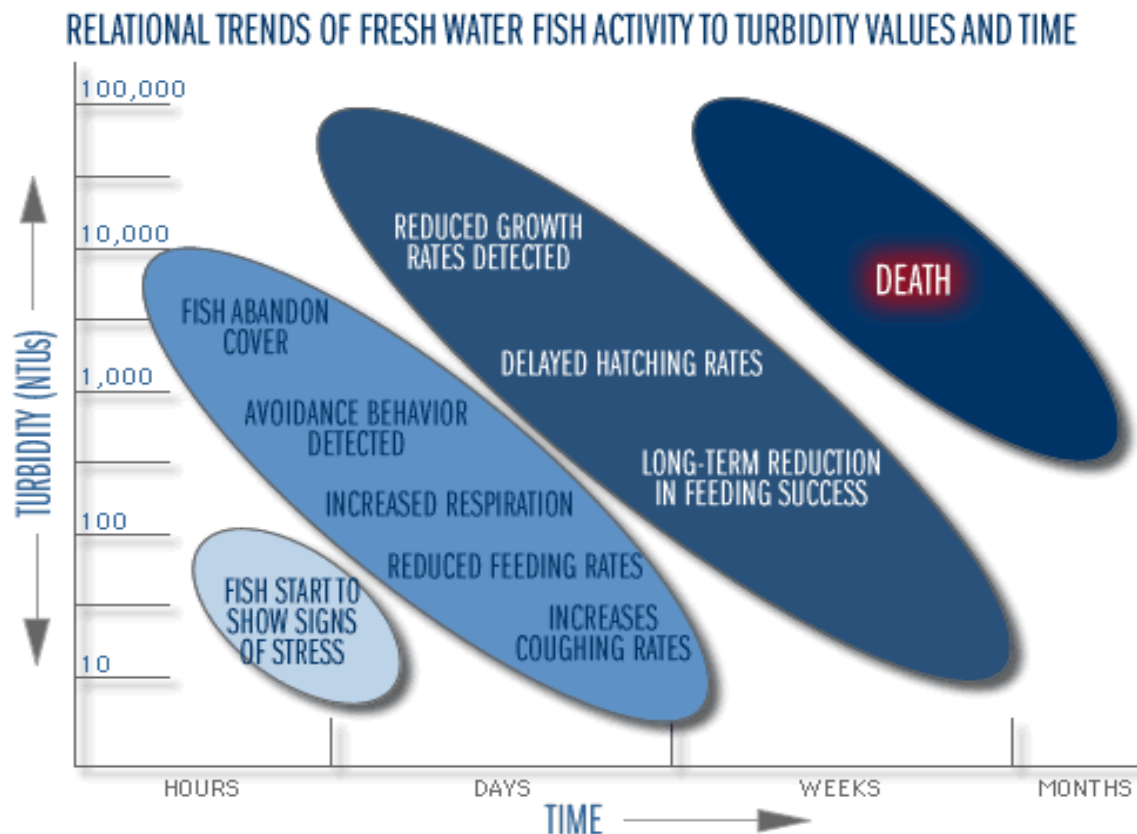 RELATIONAL TRENDS OF FRESH WATER FISH ACTIVITY TO TURBIDITY VALUES AND TIME
TURBIDITY (NTUs)
100,000
10,000
1,000
100
10
FISH ABANDON
COVER
AVOIDANCE BEHAVIOR
DETECTED
INCREASED RESPIRATION
REDUCED FEEDING RATES
INCREASES
COUGHING RATES
FISH START TO
SHOW SIGNS
OF STRESS
REDUCED GROWTH
RATES DETECTED
DELAYED HATCHING RATES
LONG-TERM REDUCTION
IN FEEDING SUCCESS
DEATH
HOURS
DAYS
WEEKS
MONTHS
TIME